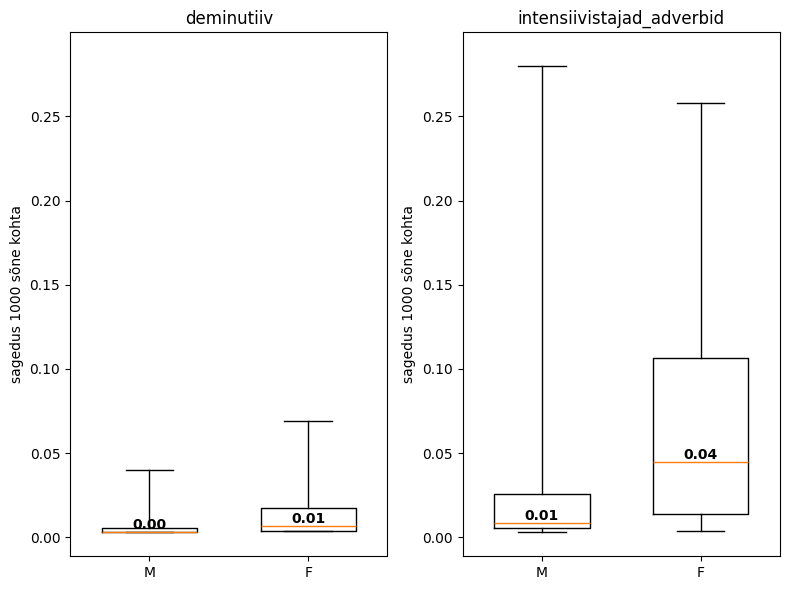 deminutiiv
sagedus 1000 sõne kohta
0.25
0.20
0.15
0.10
0.05
0.00
0.00
0.01
M
F
intensiivistajad_adverbid
sagedus 1000 sõne kohta
0.25
0.20
0.15
0.10
0.05
0.00
0.01
0.04
M
F